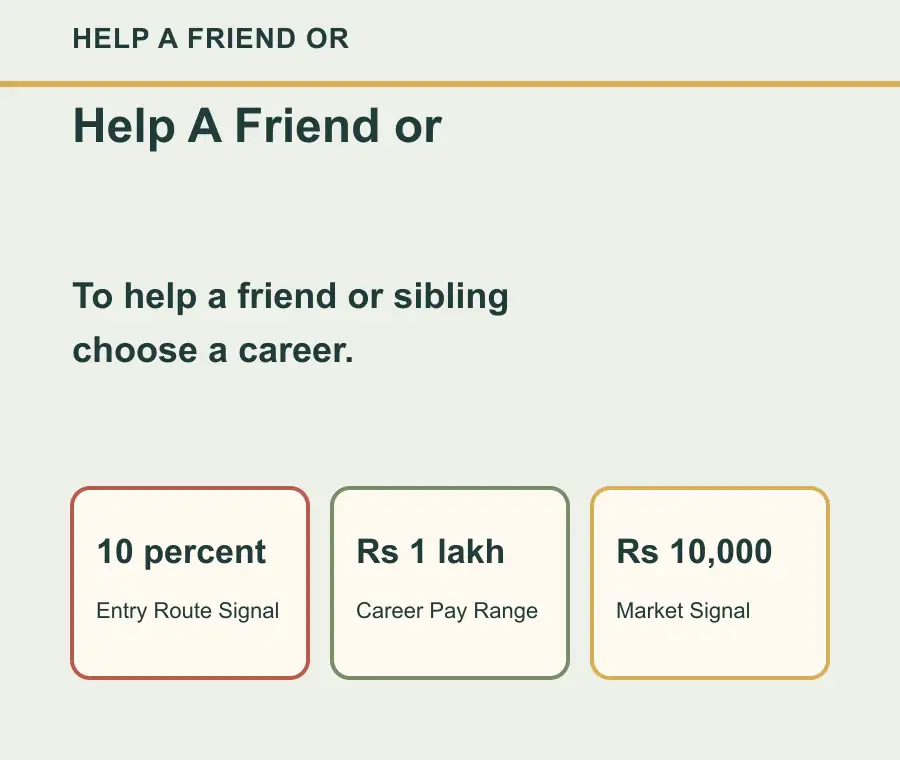 HELP A FRIEND OR
Help A Friend or
To help a friend or sibling
choose a career.
10 percent
Entry Route Signal
Rs 1 lakh
Career Pay Range
Rs 10,000
Market Signal